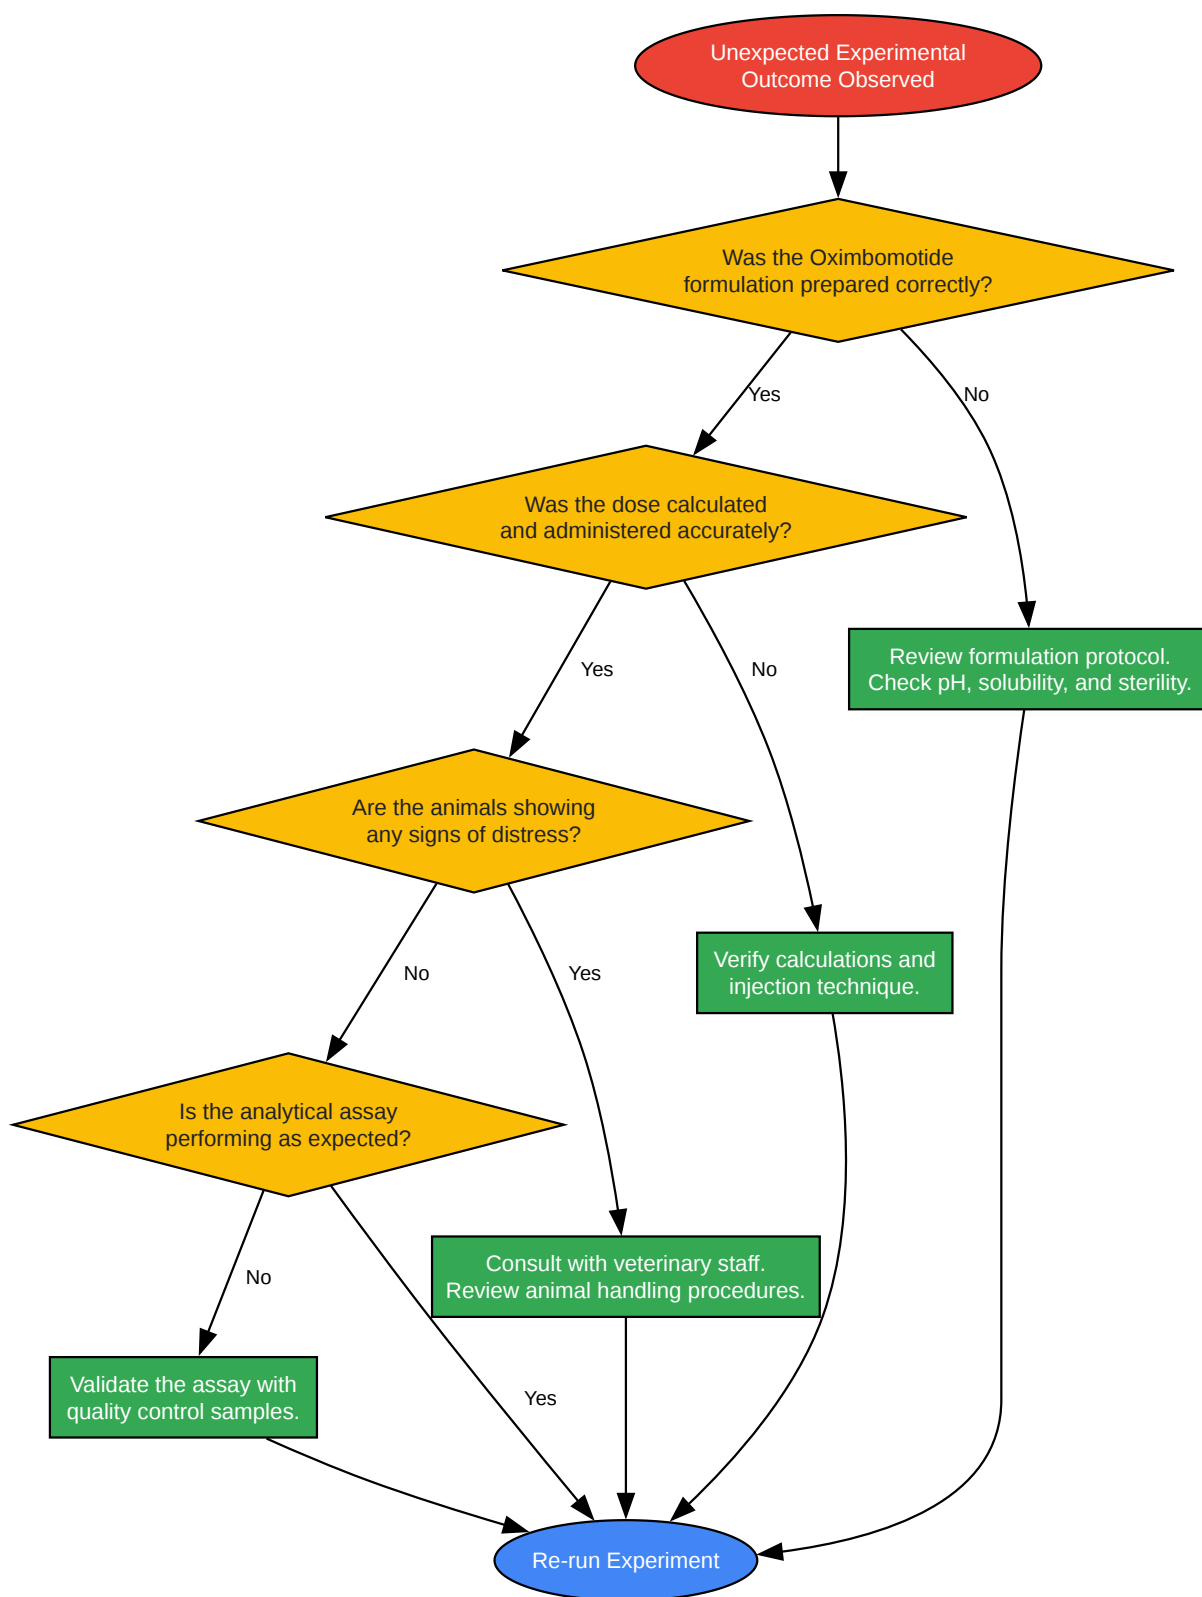 Unexpected Experimental
Outcome Observed
Was the Oximbomotide
formulation prepared correctly?
Yes
No
Was the dose calculated
and administered accurately?
Yes
No
Review formulation protocol.
Check pH, solubility, and sterility.
Are the animals showing
any signs of distress?
No
Yes
Verify calculations and
injection technique.
Is the analytical assay
performing as expected?
No
Yes
Consult with veterinary staff.
Review animal handling procedures.
Validate the assay with
quality control samples.
Re-run Experiment